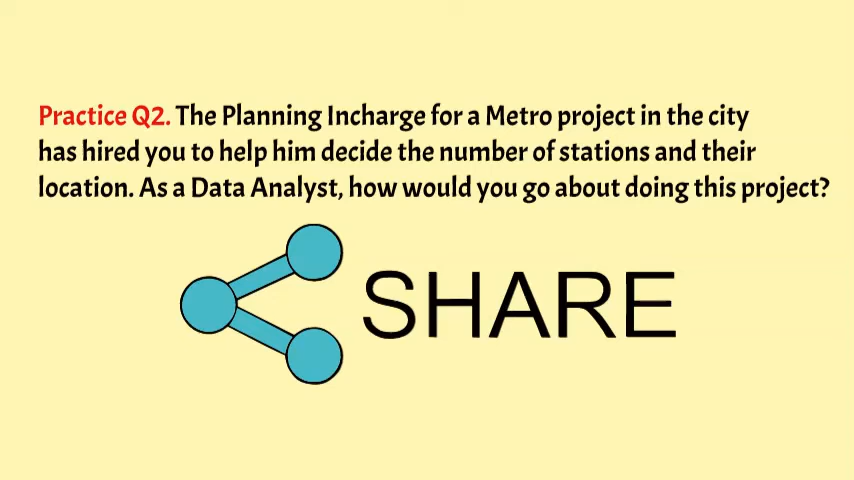 Practice Q2. The Planning Incharge for a Metro project in the city
has hired you to help him decide the number of stations and their
location. As a Data Analyst, how would you go about doing this project?
SHARE